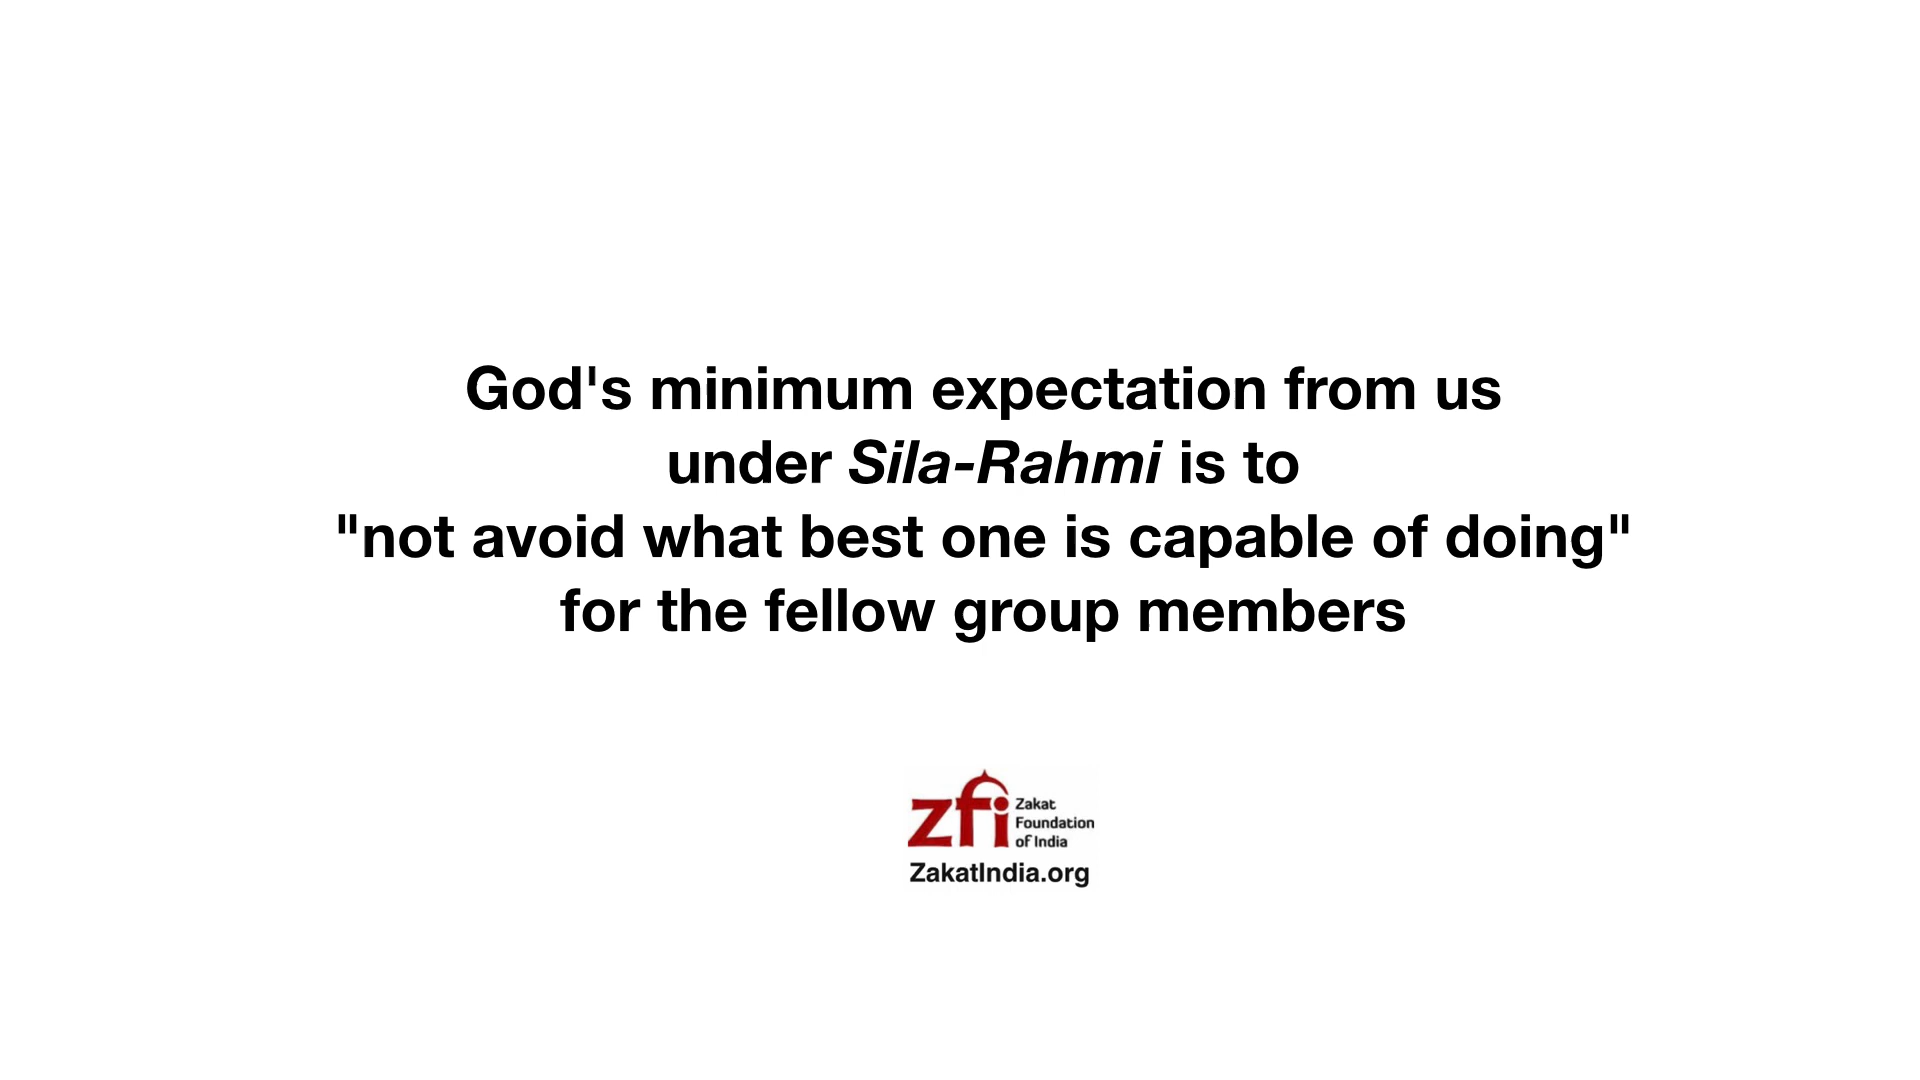 God's minimum expectation from us
under Sila-Rahmi is to
"not avoid what best one is capable of doing"
for the fellow group members
zfi
Zakat
Foundation
of India
ZakatIndia.org